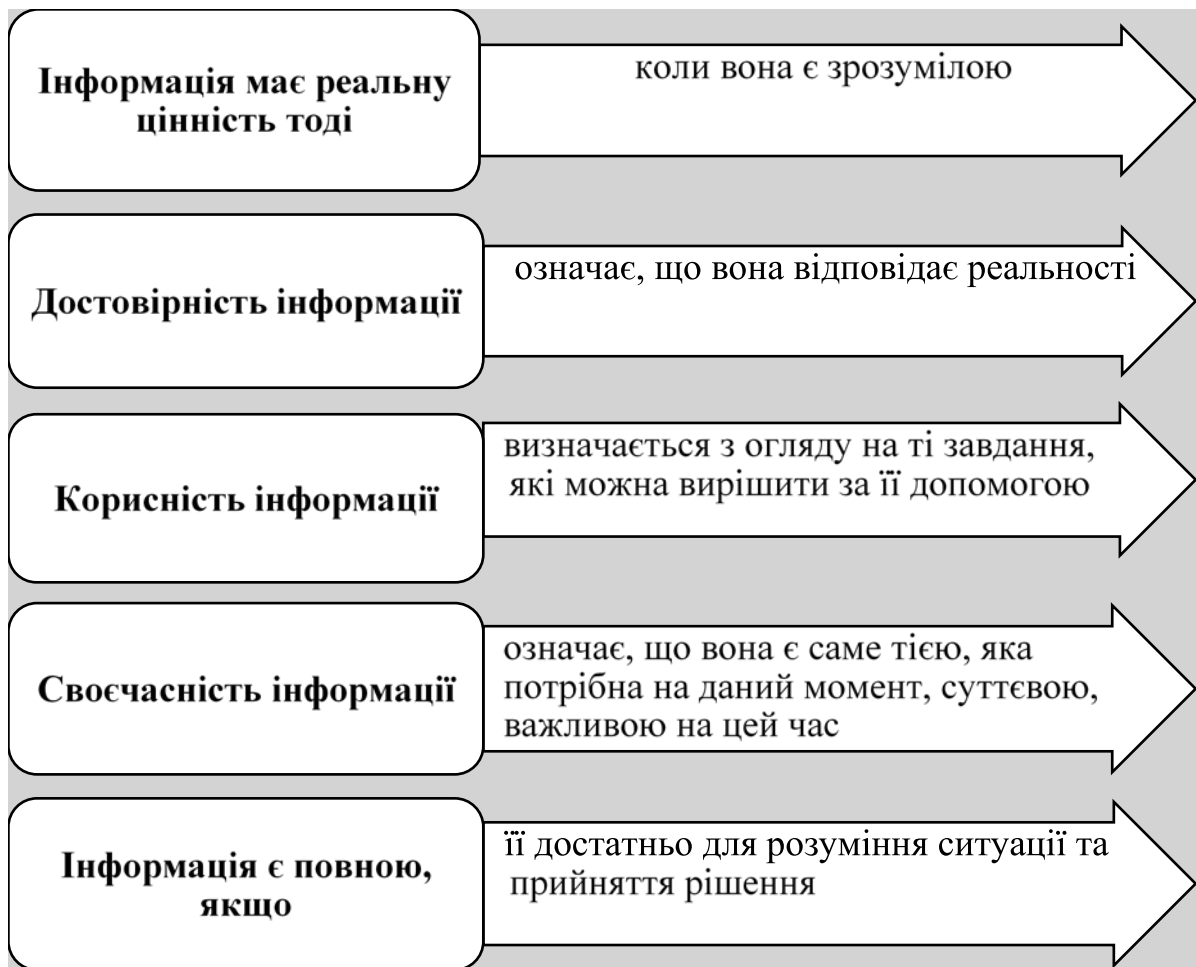 Інформація має реальну
цінність тоді
коли вона є зрозумілою
Достовірність інформації
означає, що вона відповідає реальності
Корисність інформації
визначається з огляду на ті завдання,
які можна вирішити за її допомогою
Своєчасність інформації
означає, що вона є саме тією, яка
потрібна на даний момент, суттєвою,
важливою на цей час
Інформація є повною,
якщо
її достатньо для розуміння ситуації та
прийняття рішення